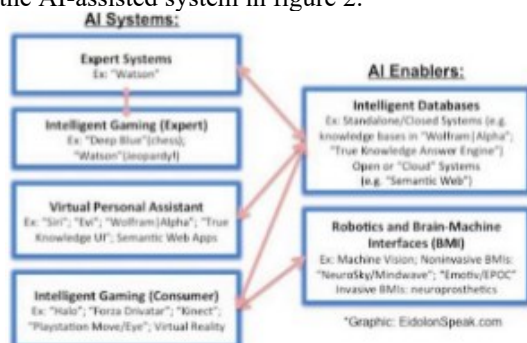 the AI-assisted system in figure 2.
AI Systems:
Expert Systems
Ex: "Watson"
Intelligent Gaming (Expert)
Ex: "Deep Blue"(chess);
"Watson"(Jeopardy!)
Virtual Personal Assistant
Ex: "Siri"; "Evi"; "Wolfram|Alpha"; "True
Knowledge UI"; Semantic Web Apps
Intelligent Gaming (Consumer)
Ex: "Halo"; "Forza Drivatar"; "Kinect";
"Playstation Move/Eye"; Virtual Reality
AI Enablers:
Intelligent Databases
Ex: Standalone/Closed Systems (e.g.
knowledge bases in "Wolfram|Alpha";
"True Knowledge Answer Engine")
Open or "Cloud" Systems
(e.g. "Semantic Web")
Robotics and Brain-Machine
Interfaces (BMI)
Ex: Machine Vision; Noninvasive BMIs:
"NeuroSky/Mindwave"; "Emotiv/EPOC"
Invasive BMIs: neuroprosthetics
*Graphic: EidolonSpeak.com